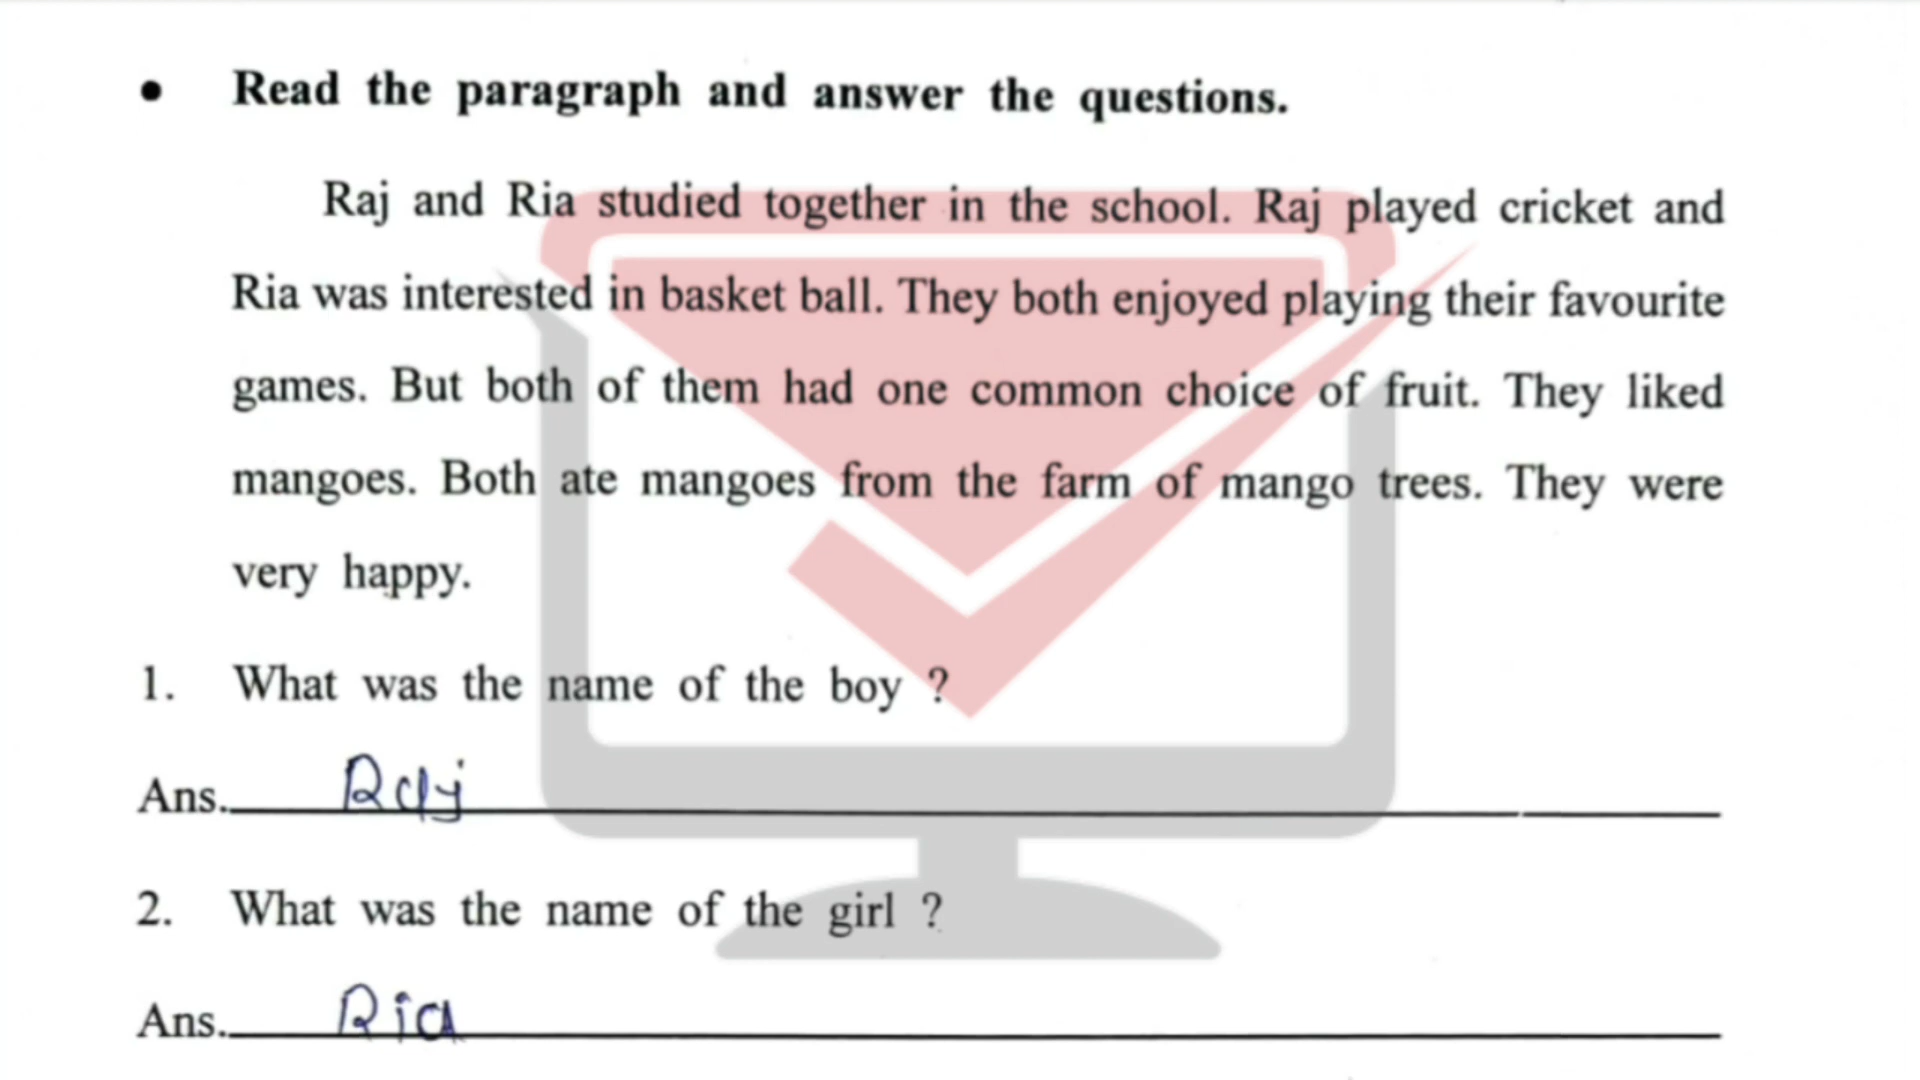 • Read the paragraph and answer the questions.
Raj and Ria studied together in the school. Raj played cricket and
Ria was interested in basket ball. They both enjoyed playing their favourite
games. But both of them had one common choice of fruit. They liked
mangoes. Both ate mangoes from the farm of mango trees. They were
very happy.
1. What was the name of the boy ?
Ans. Raj
2. What was the name of the girl ?
Ans. Ria